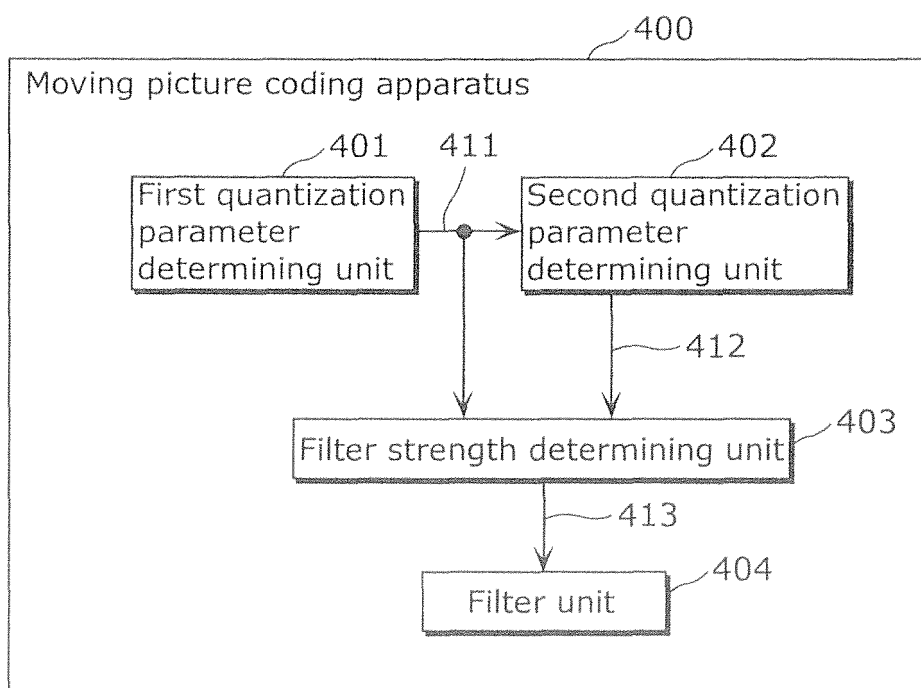 400
Moving picture coding apparatus
401
411
402
First quantization
parameter
determining unit
Second quantization
parameter
determining unit
412
403
Filter strength determining unit
413
404
Filter unit